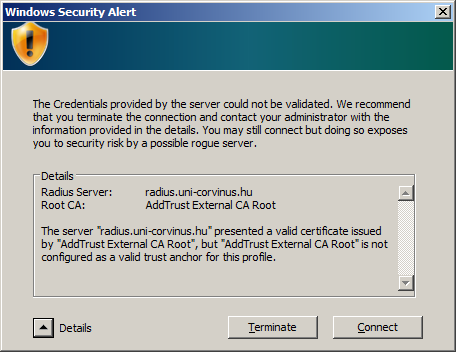 Windows Security Alert
The Credentials provided by the server could not be validated. We recommend
that you terminate the connection and contact your administrator with the
information provided in the details. You may still connect but doing so exposes
you to security risk by a possible rogue server.
Details
Radius Server: radius.uni-corvinus.hu
Root CA: AddTrust External CA Root
The server "radius.uni-corvinus.hu" presented a valid certificate issued
by "AddTrust External CA Root", but "AddTrust External CA Root" is not
configured as a valid trust anchor for this profile.
Details Terminate Connect